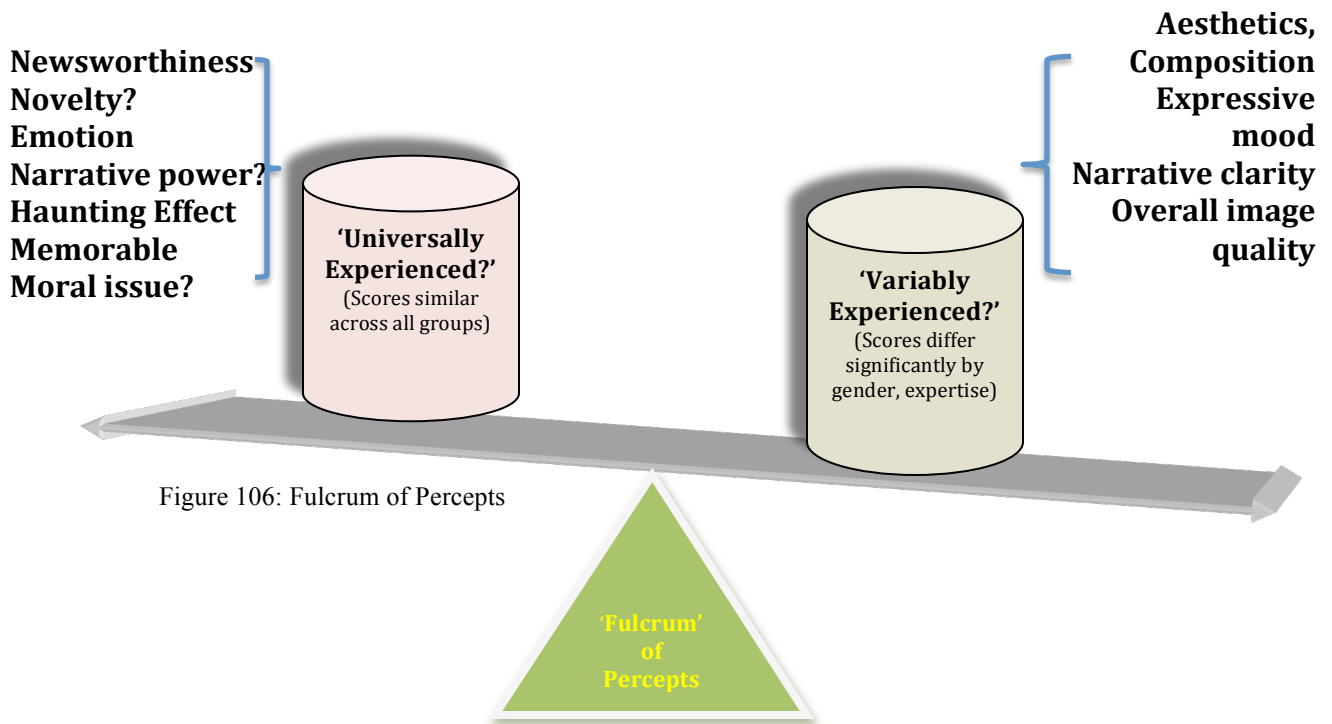 Newsworthiness
Novelty?
Emotion
Narrative power?
Haunting Effect
Memorable
Moral issue?
‘Universally
Experienced?’
(Scores similar
across all groups)
Aesthetics,
Composition
Expressive
mood
Narrative clarity
Overall image
quality
‘Variably
Experienced?’
(Scores differ
significantly by
gender, expertise)
Figure 106: Fulcrum of Percepts
‘Fulcrum’
of
Percepts